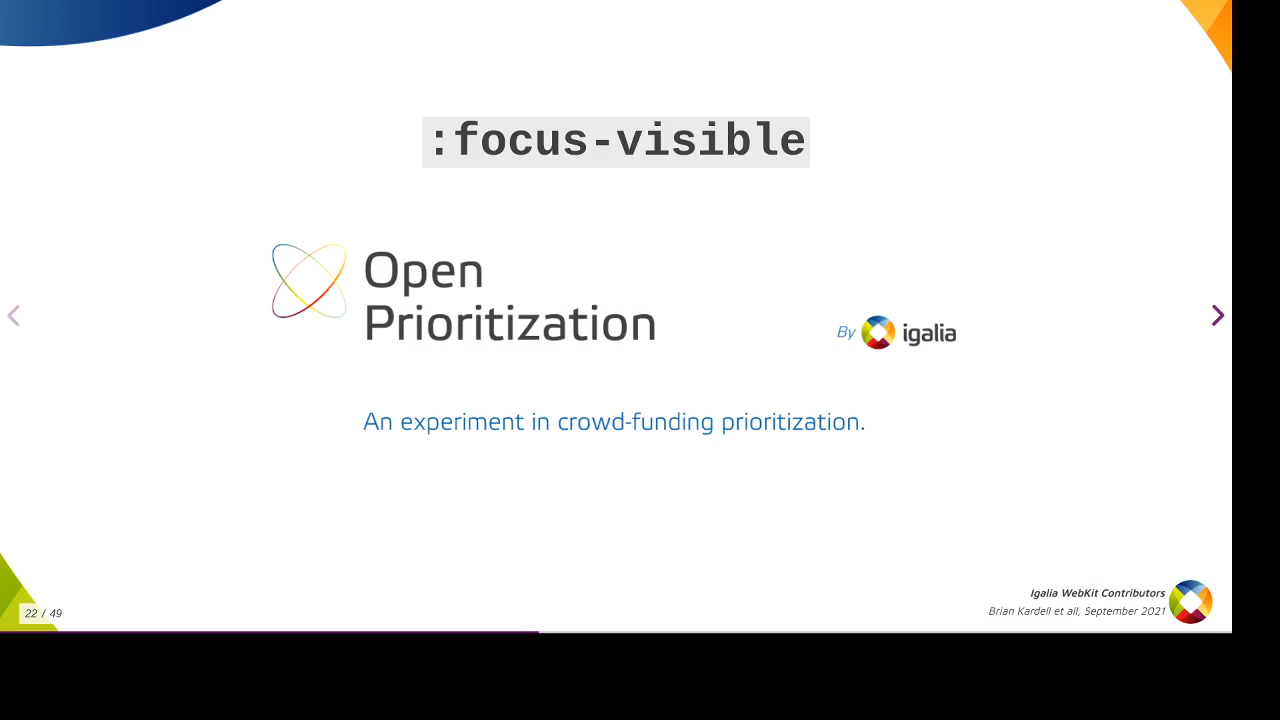 :focus-visible
Open
Prioritization
By igalia
An experiment in crowd-funding prioritization.
Igalia WebKit Contributors
Brian Kardell et all, September 2021
22 / 49